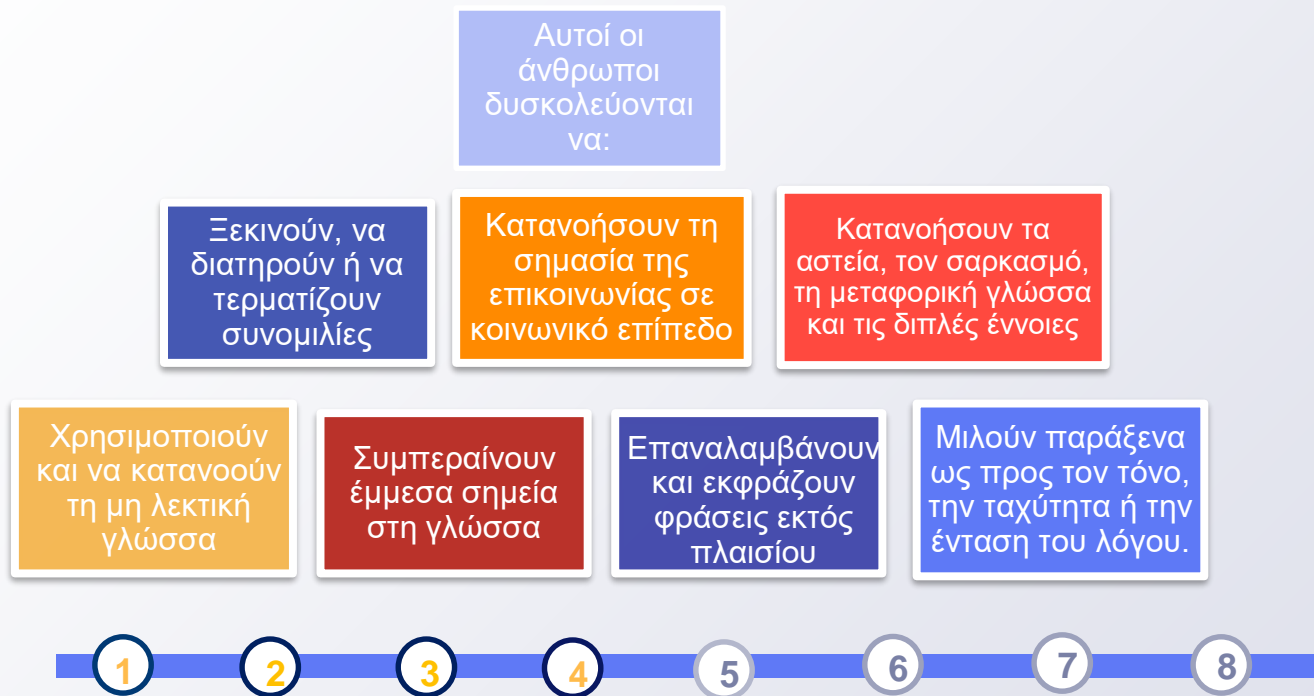 Αυτοί οι
άνθρωποι
δυσκολεύονται
να:
Ξεκινούν, να
διατηρούν ή να
τερματίζουν
συνομιλίες
Κατανοήσουν τη
σημασία της
επικοινωνίας σε
κοινωνικό επίπεδο
Κατανοήσουν τα
αστεία, τον σαρκασμό,
τη μεταφορική γλώσσα
και τις διπλές έννοιες
Χρησιμοποιούν
και να κατανοούν
τη μη λεκτική
γλώσσα
Συμπεραίνουν
έμμεσα σημεία
στη γλώσσα
Επαναλαμβάνουν
και εκφράζουν
φράσεις εκτός
πλαισίου
Μιλούν παράξενα
ως προς τον τόνο,
την ταχύτητα ή την
ένταση του λόγου.
1 2 3 4 5 6 7 8